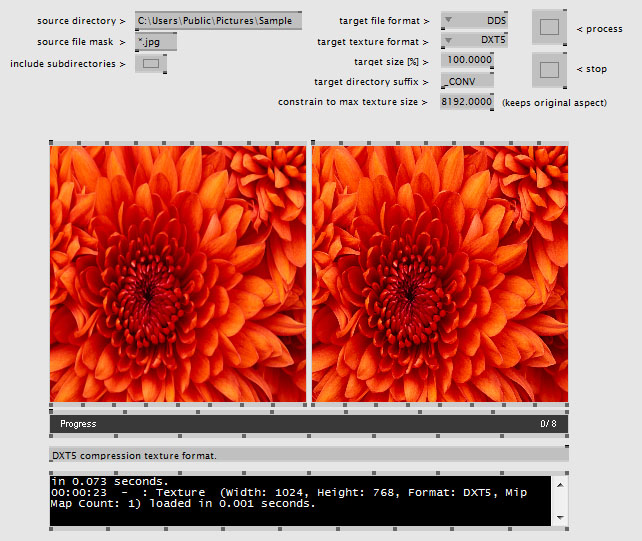 source directory > C:\Users\Public\Pictures\Sample
source file mask > *.jpg
include subdirectories >
target file format > DDS
target texture format > DXT5
target size [%] > 100.0000
target directory suffix > _CONV
constrain to max texture size > 8192.0000 (keeps original aspect)
< process
< stop
Progress 0/ 8
DXT5 compression texture format.
in 0.073 seconds.
00:00:23 - : Texture (Width: 1024, Height: 768, Format: DXT5, Mip
Map Count: 1) loaded in 0.001 seconds.